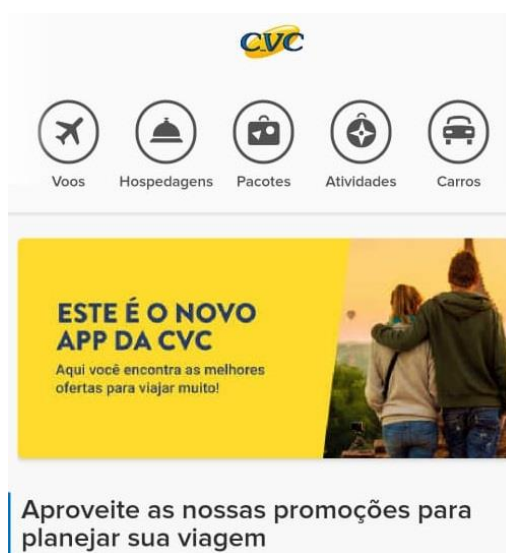 CVC
Voos
Hospedagens
Pacotes
Atividades
Carros
ESTE É O NOVO
APP DA CVC
Aqui você encontra as melhores
ofertas para viajar muito!
Aproveite as nossas promoções para
planejar sua viagem